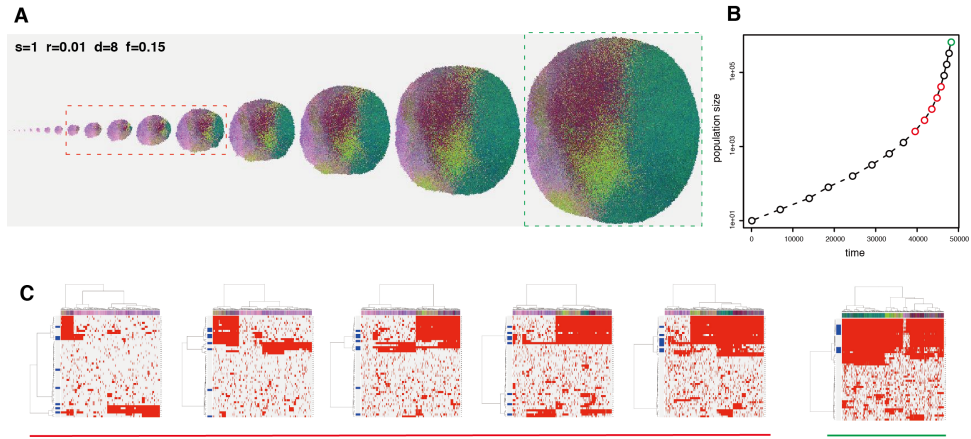 A
s=1 r=0.01 d=8 f=0.15
B
population size
1e+05
1e+03
1e+01
0 10000 20000 30000 40000 50000
time
C